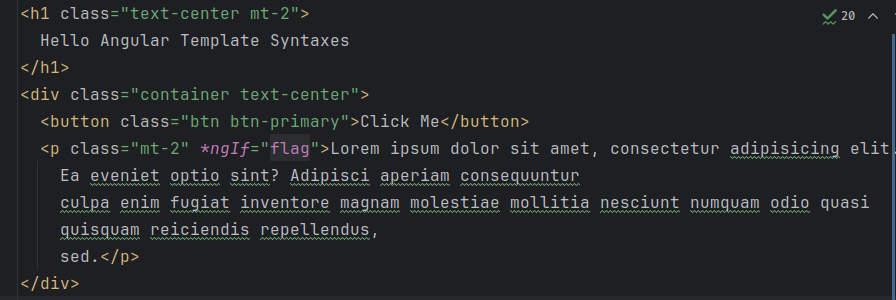 <h1 class="text-center mt-2">
Hello Angular Template Syntaxes
</h1>
<div class="container text-center">
<button class="btn btn-primary">Click Me</button>
<p class="mt-2" *ngIf="flag">Lorem ipsum dolor sit amet, consectetur adipisicing elit.
Ea eveniet optio sint? Adipisci aperiam consequuntur
culpa enim fugiat inventore magnam molestiae mollitia nesciunt numquam odio quasi
quisquam reiciendis repellendus,
sed.</p>
</div>
20